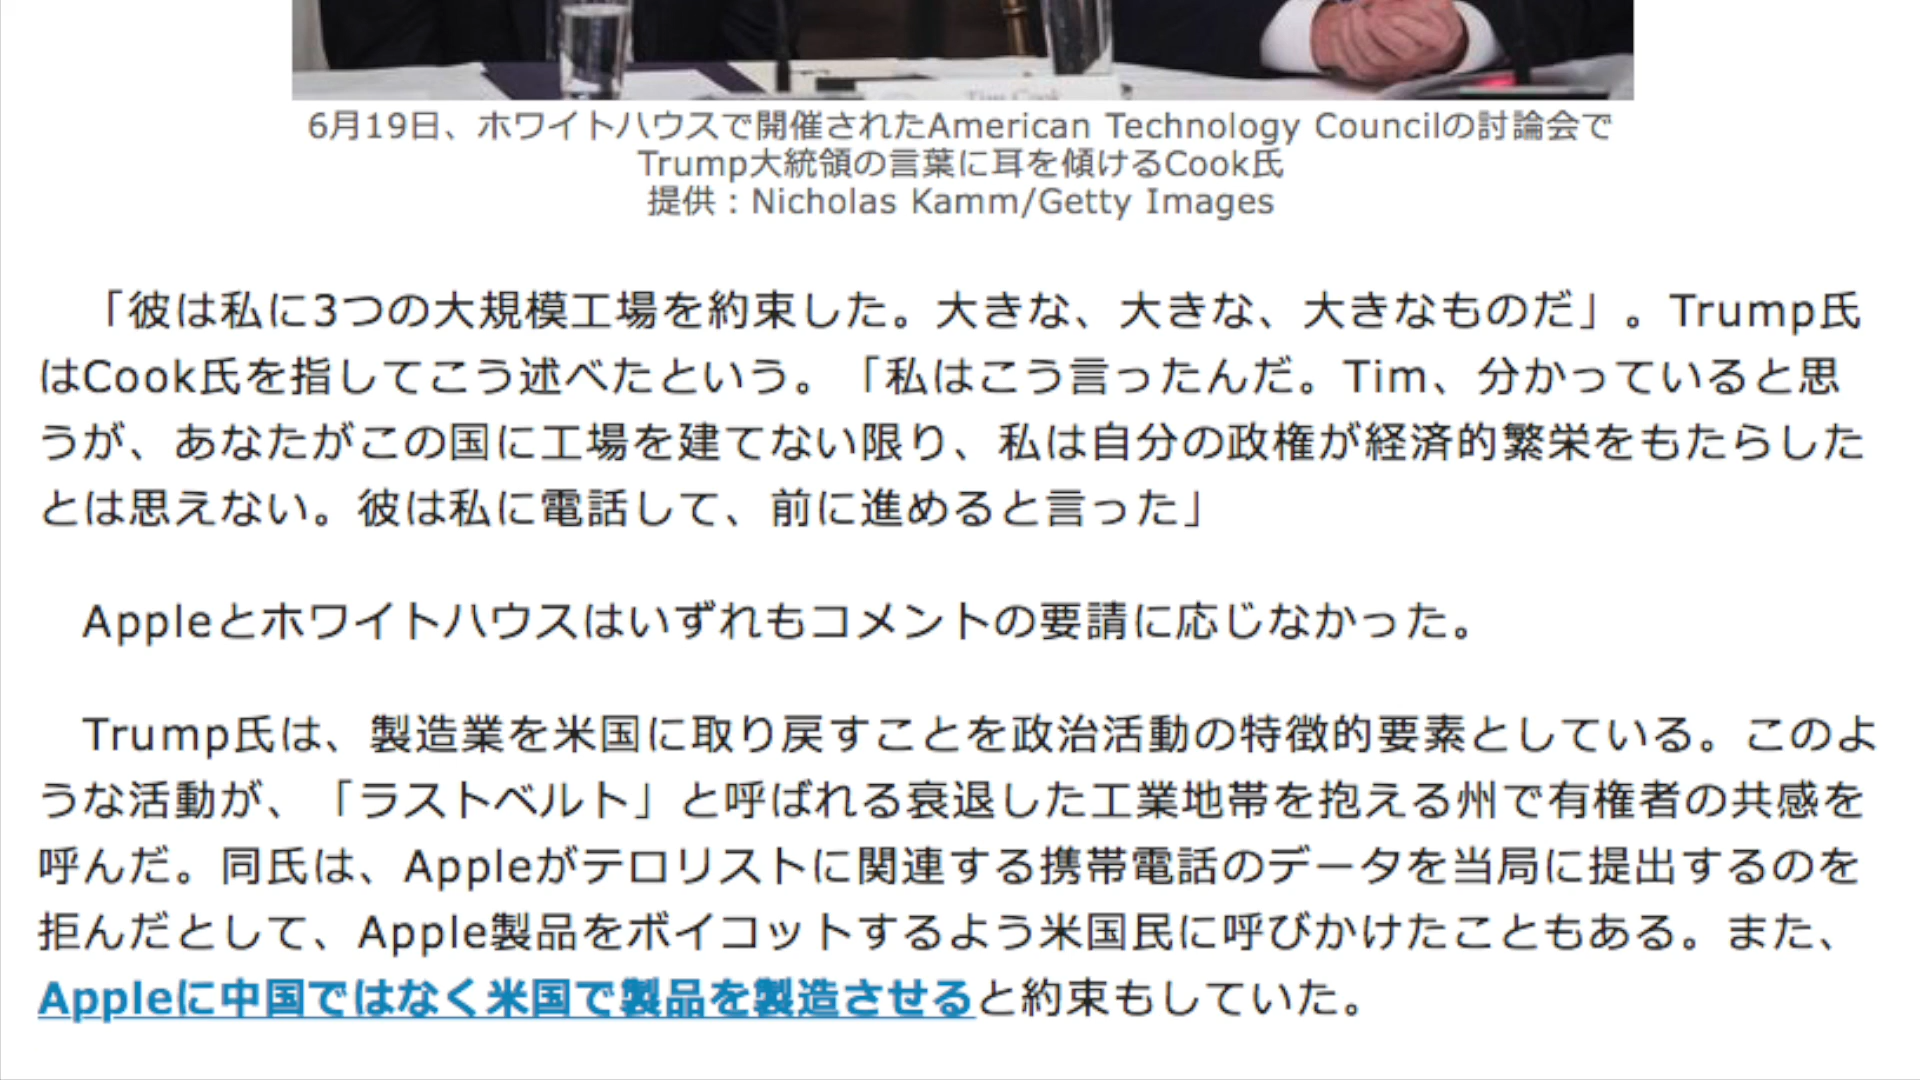 Tim Cook
6月19日、ホワイトハウスで開催されたAmerican Technology Councilの討論会で
Trump大統領の言葉に耳を傾けるCook氏
提供：Nicholas Kamm/Getty Images
「彼は私に3つの大規模工場を約束した。大きな、大きな、大きなものだ」。Trump氏
はCook氏を指してこう述べたという。「私はこう言ったんだ。Tim、分かっていると思
うが、あなたがこの国に工場を建てない限り、私は自分の政権が経済的繁栄をもたらした
とは思えない。彼は私に電話して、前に進めると言った」
Appleとホワイトハウスはいずれもコメントの要請に応じなかった。
Trump氏は、製造業を米国に取り戻すことを政治活動の特徴的要素としている。このよ
うな活動が、「ラストベルト」と呼ばれる衰退した工業地帯を抱える州で有権者の共感を
呼んだ。同氏は、Appleがテロリストに関連する携帯電話のデータを当局に提出するのを
拒んだとして、Apple製品をボイコットするよう米国民に呼びかけたこともある。また、
Appleに中国ではなく米国で製品を製造させると約束もしていた。